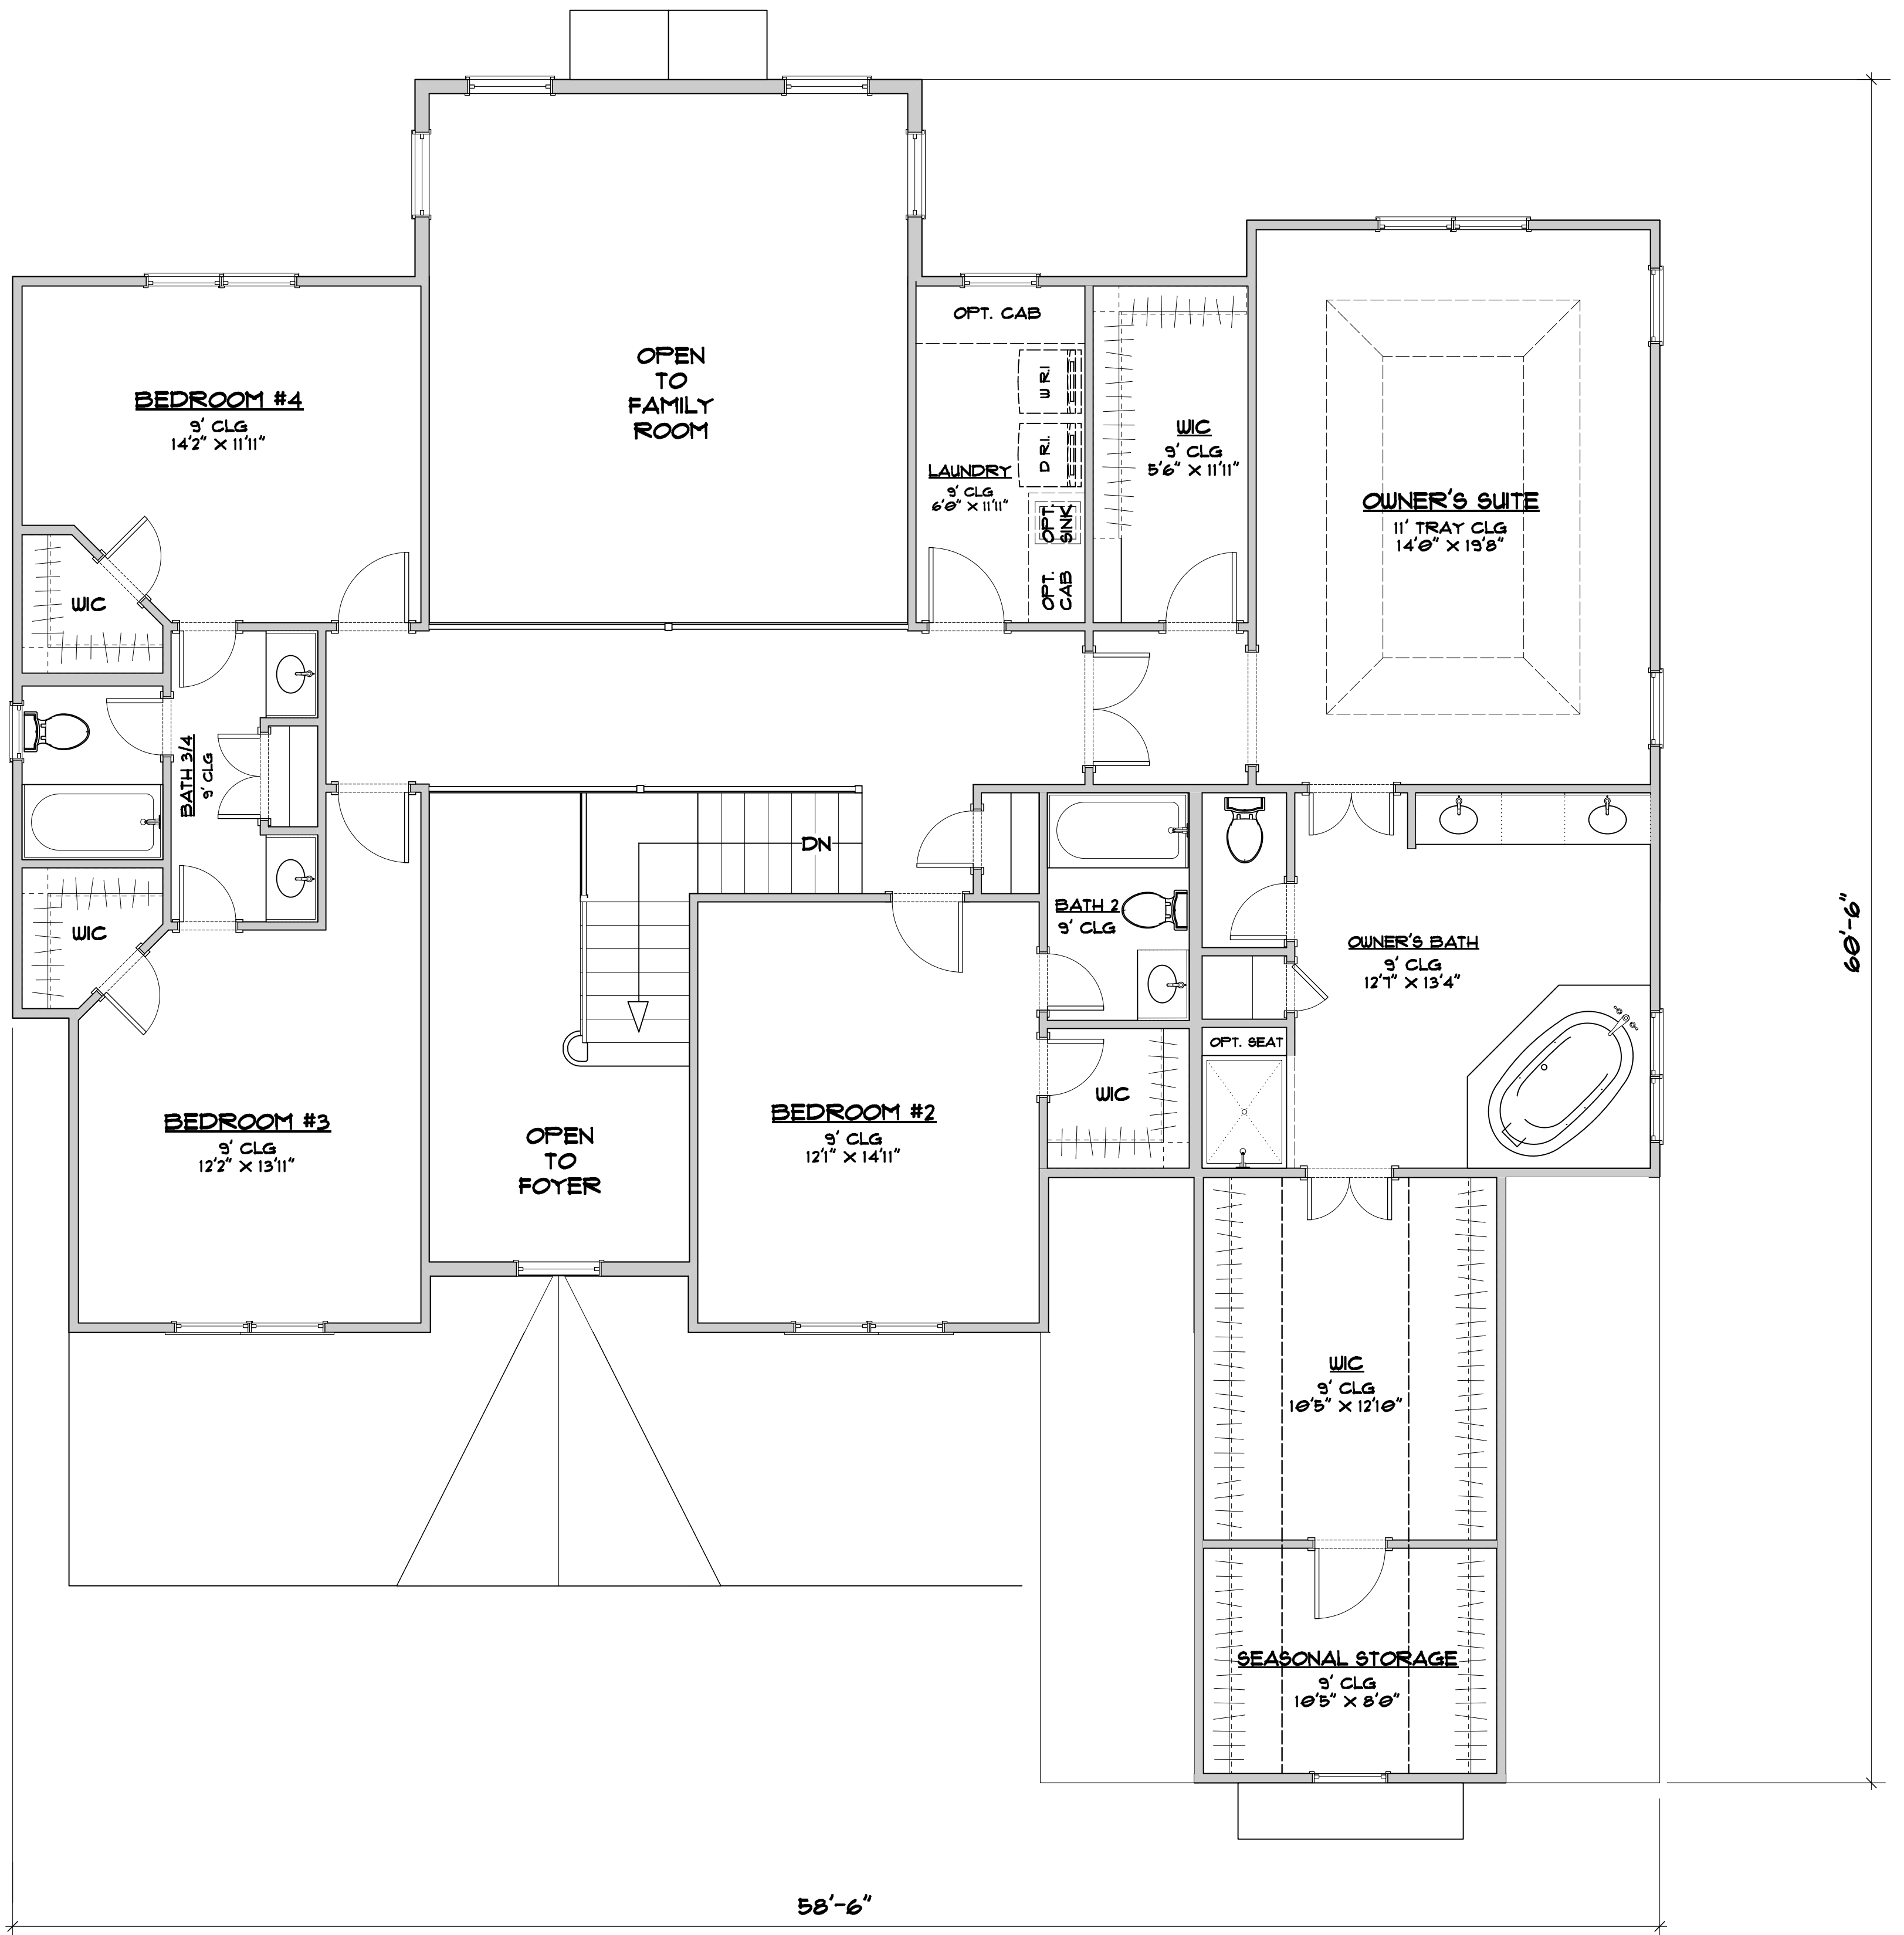 OPEN
TO
FAMILY
ROOM
BEDROOM #4
9' CLG
14'2" X 11'11"
WIC
OPT. CAB
W R.I
D R.I.
LAUNDRY
9' CLG
6'0" X 11'11"
OPT.
SINK
OPT.
CAB
WIC
9' CLG
5'6" X 11'11"
OWNER'S SUITE
11' TRAY CLG
14'0" X 19'8"
BATH 3/4
9' CLG
DN
WIC
BATH 2
9' CLG
OWNER'S BATH
9' CLG
12'7" X 13'4"
60'-6"
OPT. SEAT
WIC
BEDROOM #3
9' CLG
12'2" X 13'11"
OPEN
TO
FOYER
BEDROOM #2
9' CLG
12'1" X 14'11"
WIC
9' CLG
10'5" X 12'10"
SEASONAL STORAGE
9' CLG
10'5" X 8'0"
58'-6"